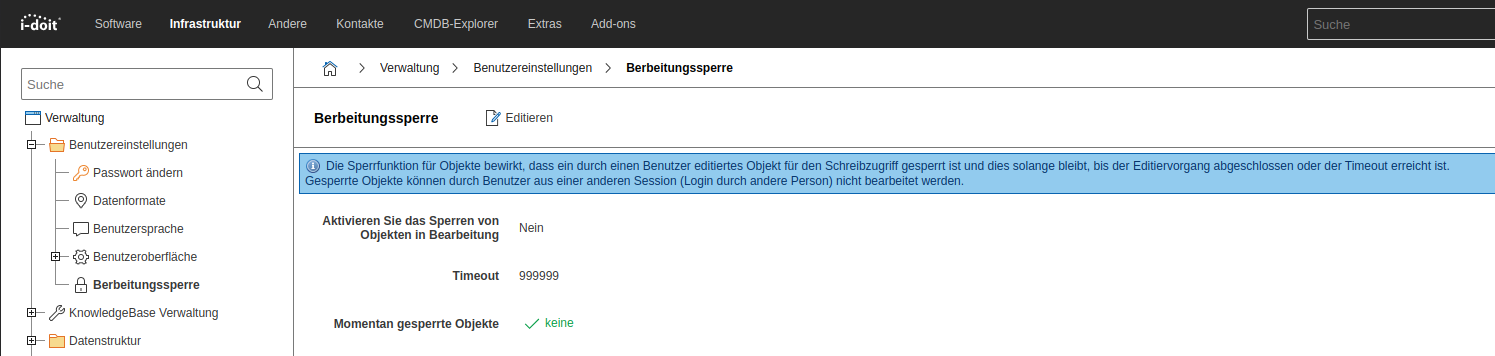 i-doit
Software
Infrastruktur
Andere
Kontakte
CMDB-Explorer
Extras
Add-ons
Suche
Suche
Verwaltung
Benutzereinstellungen
Passwort ändern
Datenformate
Benutzersprache
Benutzeroberfläche
Berbeitungssperre
KnowledgeBase Verwaltung
Datenstruktur
Verwaltung
Benutzereinstellungen
Berbeitungssperre
Berbeitungssperre
Editieren
Die Sperrfunktion für Objekte bewirkt, dass ein durch einen Benutzer editiertes Objekt für den Schreibzugriff gesperrt ist und dies solange bleibt, bis der Editiervorgang abgeschlossen oder der Timeout erreicht ist.
Gesperrte Objekte können durch Benutzer aus einer anderen Session (Login durch andere Person) nicht bearbeitet werden.
Aktivieren Sie das Sperren von
Objekten in Bearbeitung
Nein
Timeout
999999
Momentan gesperrte Objekte
keine